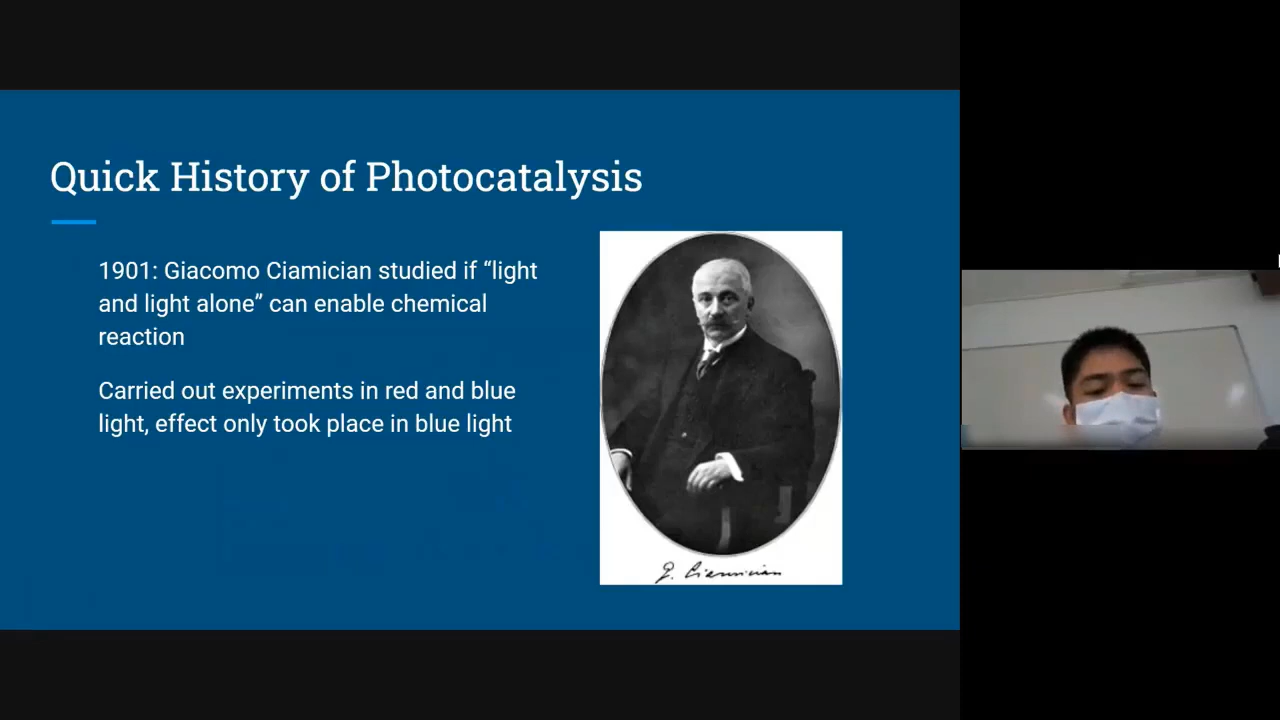 Quick History of Photocatalysis
1901: Giacomo Ciamician studied if “light
and light alone” can enable chemical
reaction
Carried out experiments in red and blue
light, effect only took place in blue light
G. Ciamician